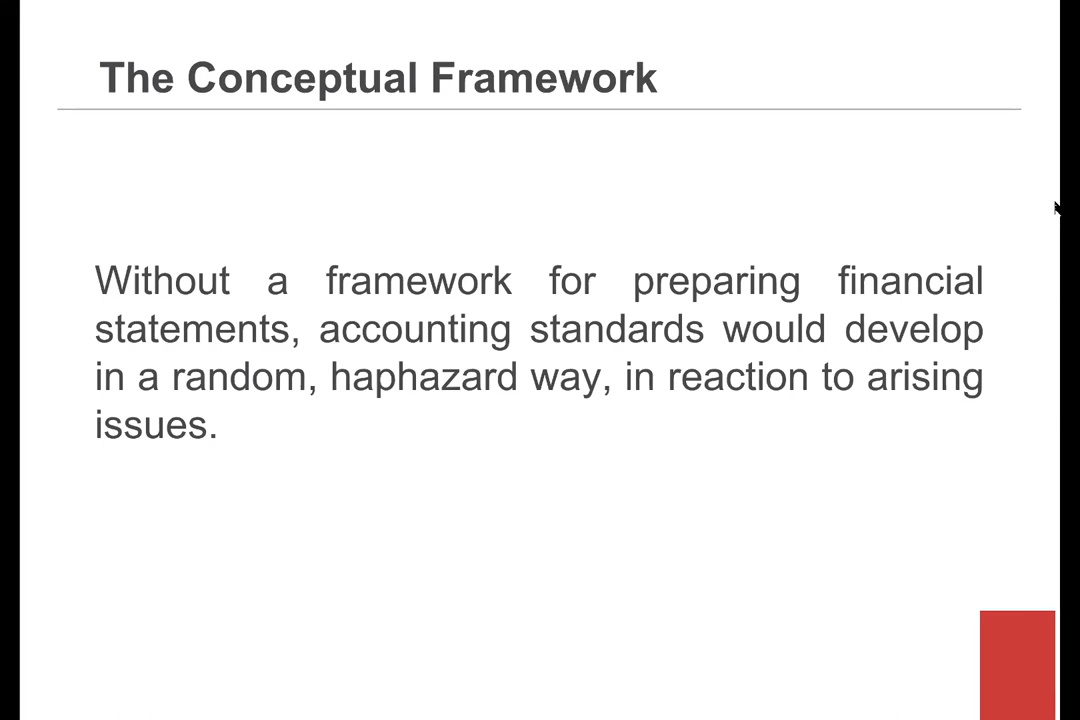 The Conceptual Framework
Without a framework for preparing financial
statements, accounting standards would develop
in a random, haphazard way, in reaction to arising
issues.